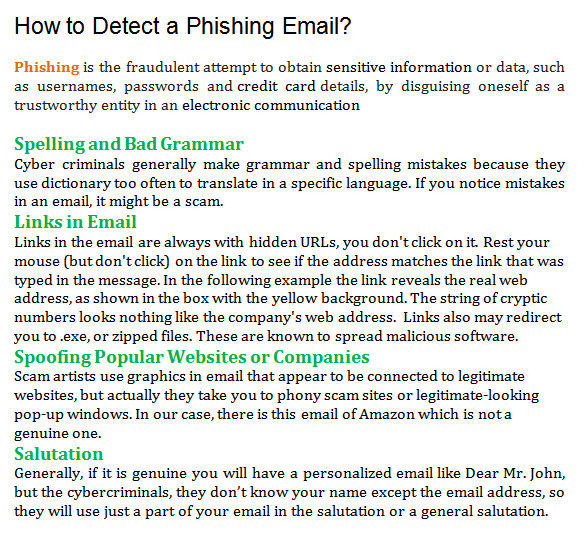 How to Detect a Phishing Email?
Phishing is the fraudulent attempt to obtain sensitive information or data, such
as usernames, passwords and credit card details, by disguising oneself as a
trustworthy entity in an electronic communication
Spelling and Bad Grammar
Cyber criminals generally make grammar and spelling mistakes because they
use dictionary too often to translate in a specific language. If you notice mistakes
in an email, it might be a scam.
Links in Email
Links in the email are always with hidden URLs, you don't click on it. Rest your
mouse (but don't click) on the link to see if the address matches the link that was
typed in the message. In the following example the link reveals the real web
address, as shown in the box with the yellow background. The string of cryptic
numbers looks nothing like the company's web address. Links also may redirect
you to .exe, or zipped files. These are known to spread malicious software.
Spoofing Popular Websites or Companies
Scam artists use graphics in email that appear to be connected to legitimate
websites, but actually they take you to phony scam sites or legitimate-looking
pop-up windows. In our case, there is this email of Amazon which is not a
genuine one.
Salutation
Generally, if it is genuine you will have a personalized email like Dear Mr. John,
but the cybercriminals, they don’t know your name except the email address, so
they will use just a part of your email in the salutation or a general salutation.